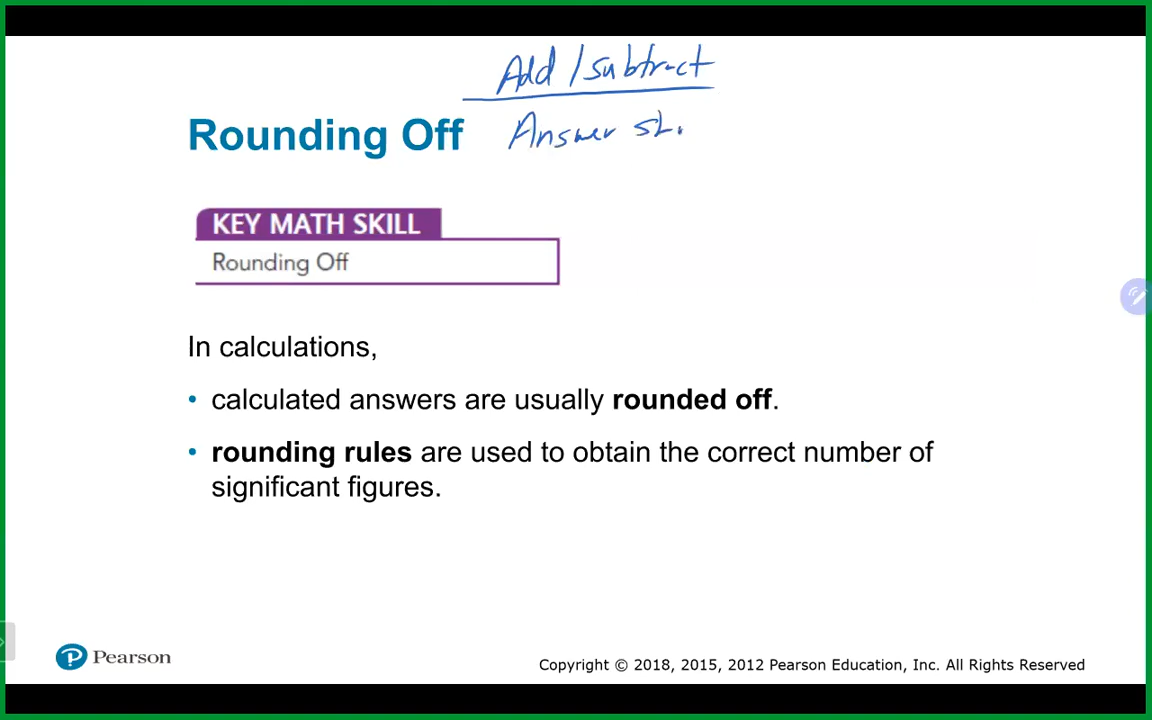 Add / subtract
Rounding Off
Answer sh
KEY MATH SKILL
Rounding Off
In calculations,
• calculated answers are usually rounded off.
• rounding rules are used to obtain the correct number of
significant figures.
Pearson
Copyright © 2018, 2015, 2012 Pearson Education, Inc. All Rights Reserved